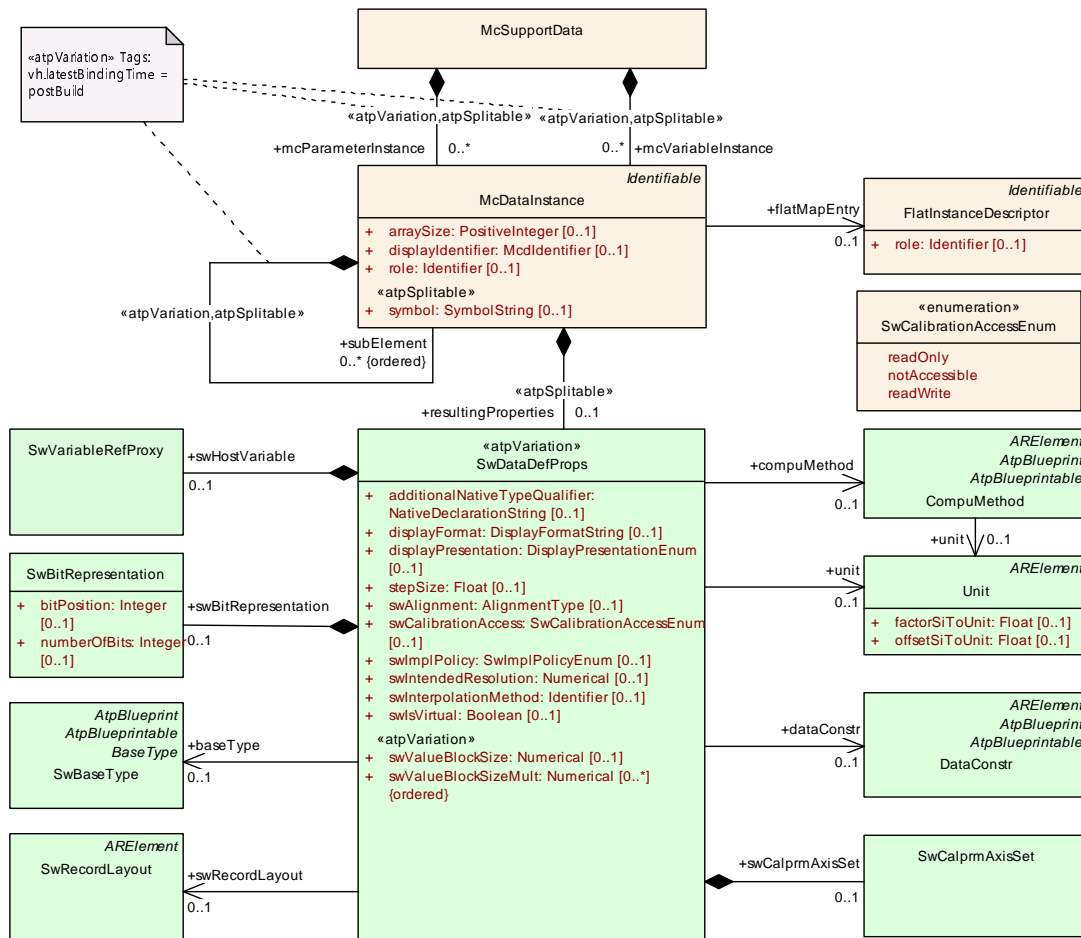 McSupportData
«atpVariation» Tags:
vh.latestBindingTime =
postBuild
«atpVariation,atpSplitable»
«atpVariation,atpSplitable»
+mcParameterInstance
0..*
0..*
+mcVariableInstance
Identifiable
McDataInstance
+ arraySize: PositiveInteger [0..1]
+ displayIdentifier: McdIdentifier [0..1]
+ role: Identifier [0..1]
«atpSplitable»
+ symbol: SymbolString [0..1]
+flatMapEntry
0..1
Identifiable
FlatInstanceDescriptor
+ role: Identifier [0..1]
«atpVariation,atpSplitable»
+subElement
0..* {ordered}
«enumeration»
SwCalibrationAccessEnum
readOnly
notAccessible
readWrite
«atpSplitable»
+resultingProperties
0..1
SwVariableRefProxy
+swHostVariable
0..1
«atpVariation»
SwDataDefProps
+ additionalNativeTypeQualifier:
NativeDeclarationString [0..1]
+ displayFormat: DisplayFormatString [0..1]
+ displayPresentation: DisplayPresentationEnum
[0..1]
+ stepSize: Float [0..1]
+ swAlignment: AlignmentType [0..1]
+ swCalibrationAccess: SwCalibrationAccessEnum
[0..1]
+ swImplPolicy: SwImplPolicyEnum [0..1]
+ swIntendedResolution: Numerical [0..1]
+ swInterpolationMethod: Identifier [0..1]
+ swIsVirtual: Boolean [0..1]
«atpVariation»
+ swValueBlockSize: Numerical [0..1]
+ swValueBlockSizeMult: Numerical [0..*]
{ordered}
+compuMethod
0..1
ARElement
AtpBlueprint
AtpBlueprintable
CompuMethod
+unit
0..1
SwBitRepresentation
+ bitPosition: Integer
[0..1]
+ numberOfBits: Integer
[0..1]
+swBitRepresentation
0..1
+unit
0..1
ARElement
Unit
+ factorSiToUnit: Float [0..1]
+ offsetSiToUnit: Float [0..1]
AtpBlueprint
AtpBlueprintable
BaseType
SwBaseType
+baseType
0..1
+dataConstr
0..1
ARElement
AtpBlueprint
AtpBlueprintable
DataConstr
ARElement
SwRecordLayout
+swRecordLayout
0..1
+swCalprmAxisSet
0..1
SwCalprmAxisSet